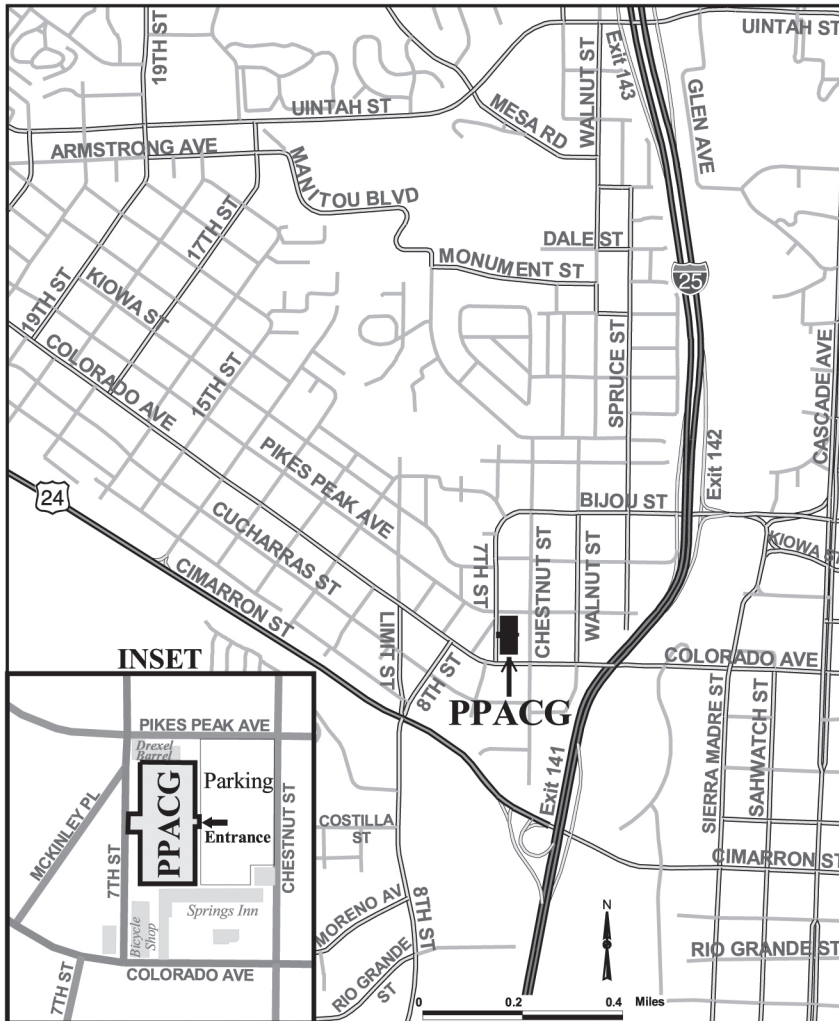 UINTAH ST
19TH ST
WALNUT ST
Exit 143
GLEN AVE
UINTAH ST
MESA RD
ARMSTRONG AVE
MANITOU BLVD
17TH ST
DALE ST
MONUMENT ST
25
19TH ST
KIOWA ST
COLORADO AVE
15TH ST
SPRUCE ST
CASCADE AVE
PIKES PEAK AVE
Exit 142
24
BIJOU ST
CUCHARRAS ST
7TH ST
CHESTNUT ST
WALNUT ST
KIOWA ST
CIMARRON ST
LIMIT ST
8TH ST
COLORADO AVE
PPACG
SIERRA MADRE ST
SAHWATCH ST
Exit 141
CIMARRON ST
COSTILLA
ST
8TH ST
MORENO AV
RIO GRANDE
ST
RIO GRANDE ST
N
0 0.2 0.4 Miles
INSET
PIKES PEAK AVE
Drexel
Barrel
PPACG
Parking
Entrance
MCKINLEY PL
7TH ST
CHESTNUT ST
Springs Inn
Bicycle
Shop
COLORADO AVE
7TH ST